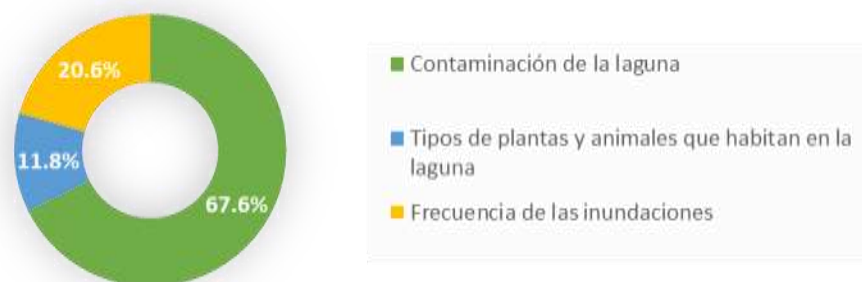 20.6%
11.8%
67.6%
Contaminación de la laguna
Tipos de plantas y animales que habitan en la
laguna
Frecuencia de las inundaciones